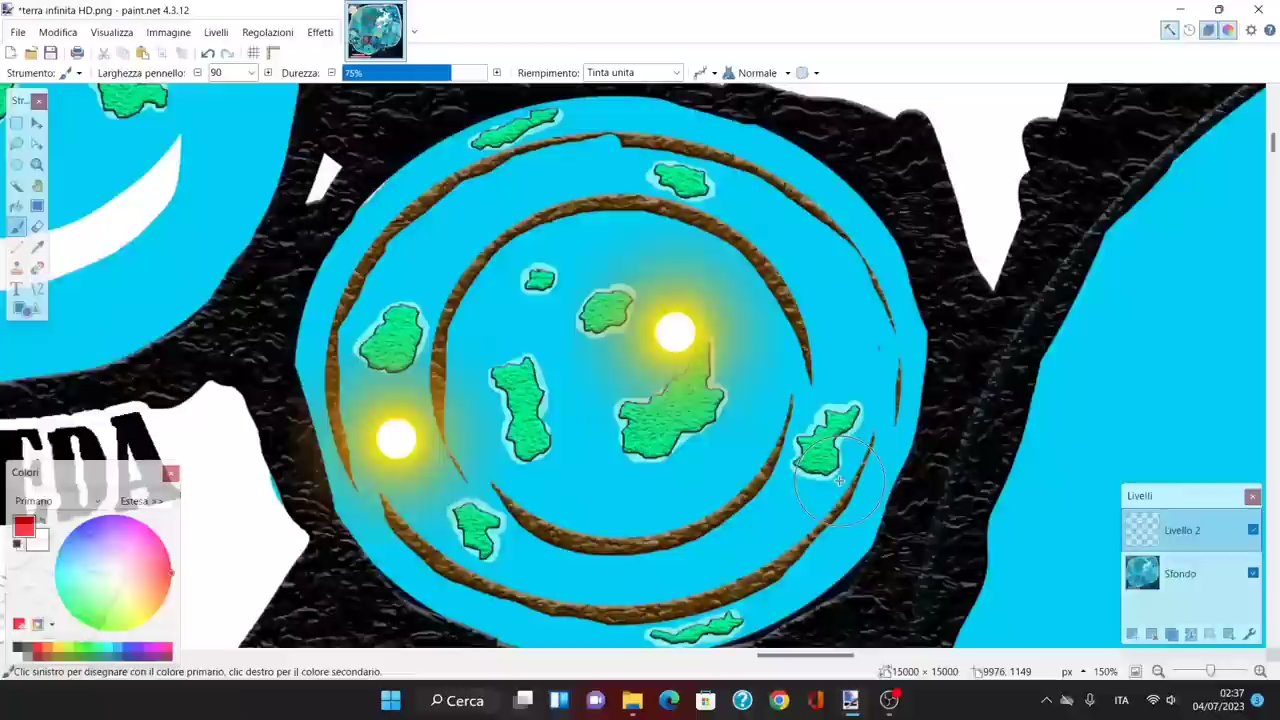 *terra infinita HD.png - paint.net 4.3.12
File Modifica Visualizza Immagine Livelli Regolazioni Effetti
Strumento: Larghezza pennello: 90 Durezza: 75% Riempimento: Tinta unita Normale
Str...
EDA
Colori
Primario Estesa >>
Livelli
Livello 2
Sfondo
Clic sinistro per disegnare con il colore primario, clic destro per il colore secondario. 15000 × 15000 9976, 1149 px 150%
Cerca ITA 02:37
04/07/2023